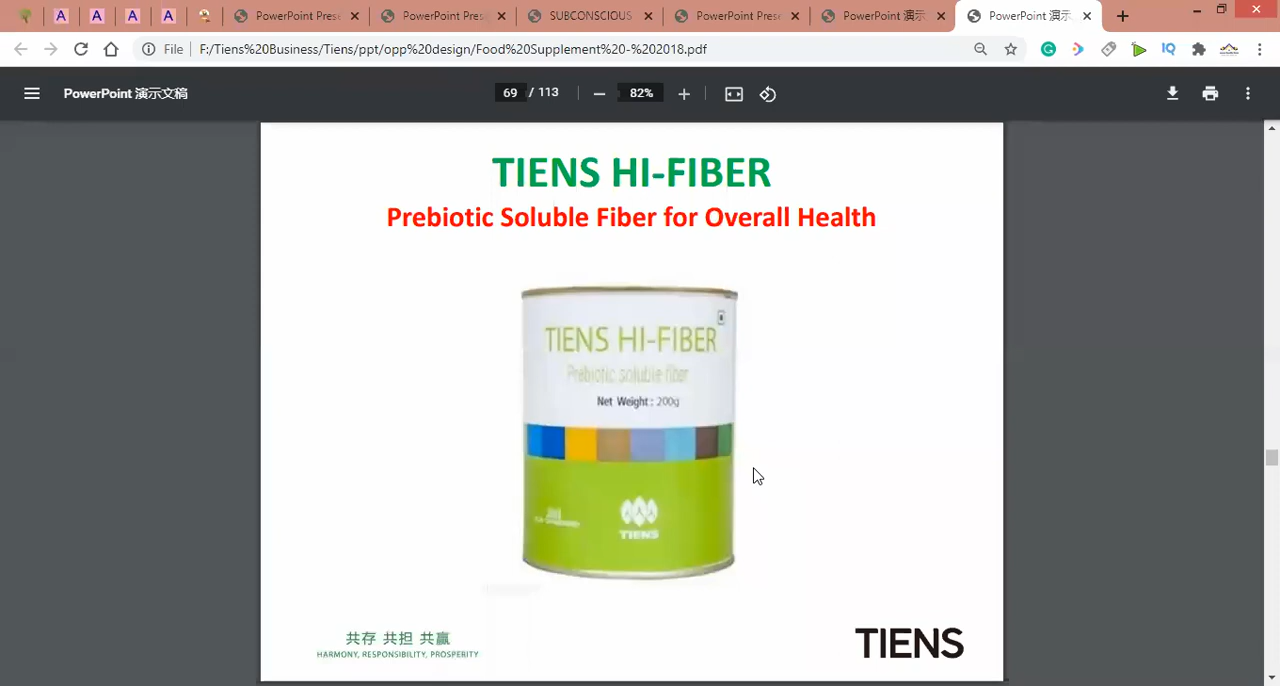 A
A
A
A
PowerPoint Prese
PowerPoint Prese
SUBCONSCIOUS
PowerPoint Prese
PowerPoint 演示
PowerPoint 演示
File
F:/Tiens%20Business/Tiens/ppt/opp%20design/Food%20Supplement%20-%202018.pdf
IQ
PowerPoint 演示文稿
69 / 113
82%
TIENS HI-FIBER
Prebiotic Soluble Fiber for Overall Health
TIENS HI-FIBER
Prebiotic soluble fiber
Net Weight : 200g
TIENS
共存 共担 共赢
HARMONY, RESPONSIBILITY, PROSPERITY
TIENS